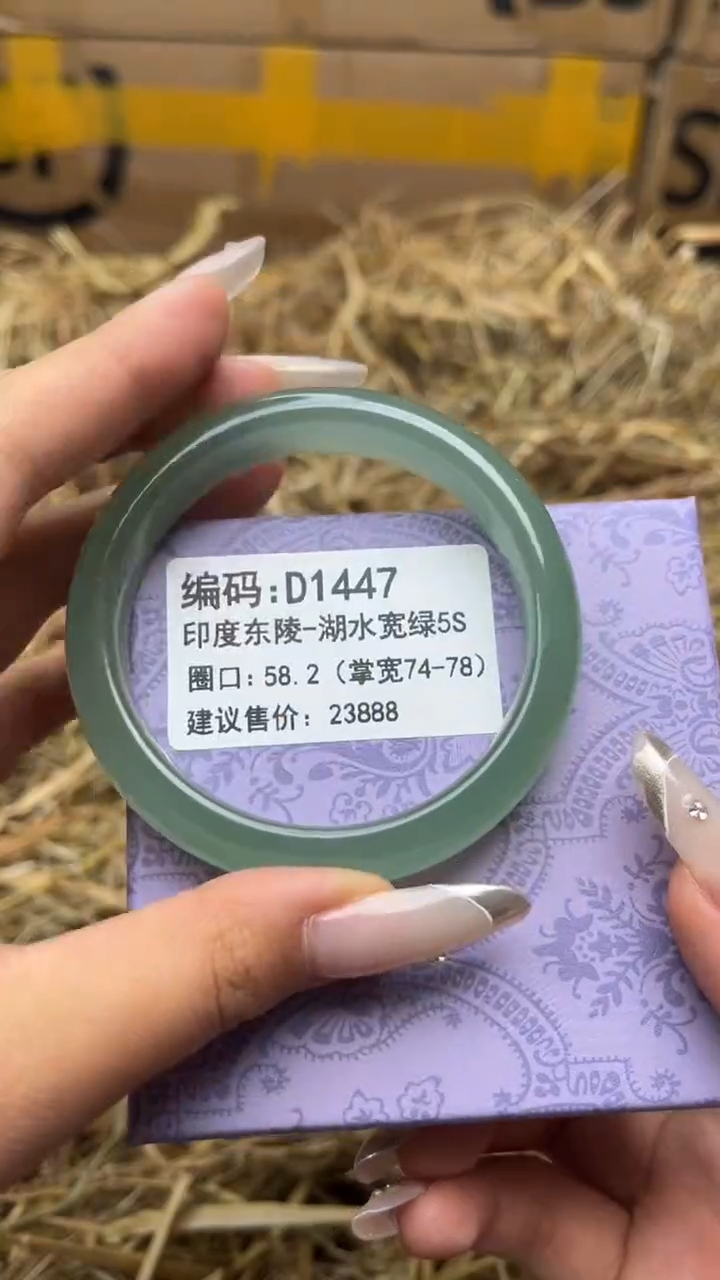 编码:D1447
印度东陵-湖水宽绿5S
圈口: 58.2 (掌宽74-78)
建议售价: 23888